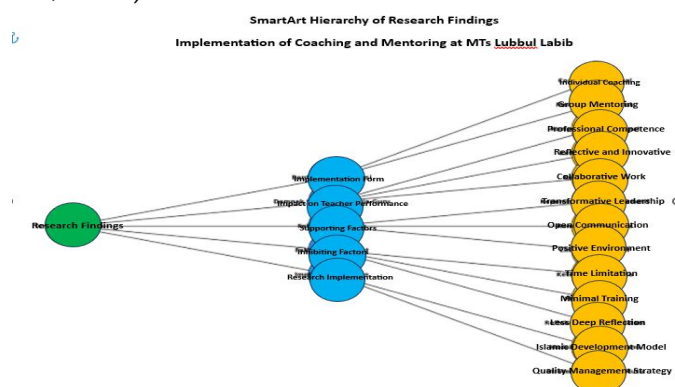 SmartArt Hierarchy of Research Findings
Implementation of Coaching and Mentoring at MTs Lubbul Labib
Research Findings
Implementation Form
Impact on Teacher Performance
Supporting Factors
Inhibiting Factors
Research Implementation
Individual Coaching
Group Mentoring
Professional Competence
Reflective and Innovative
Collaborative Work
Transformative Leadership
Open Communication
Positive Environment
Time Limitation
Minimal Training
Less Deep Reflection
Islamic Development Model
Quality Management Strategy